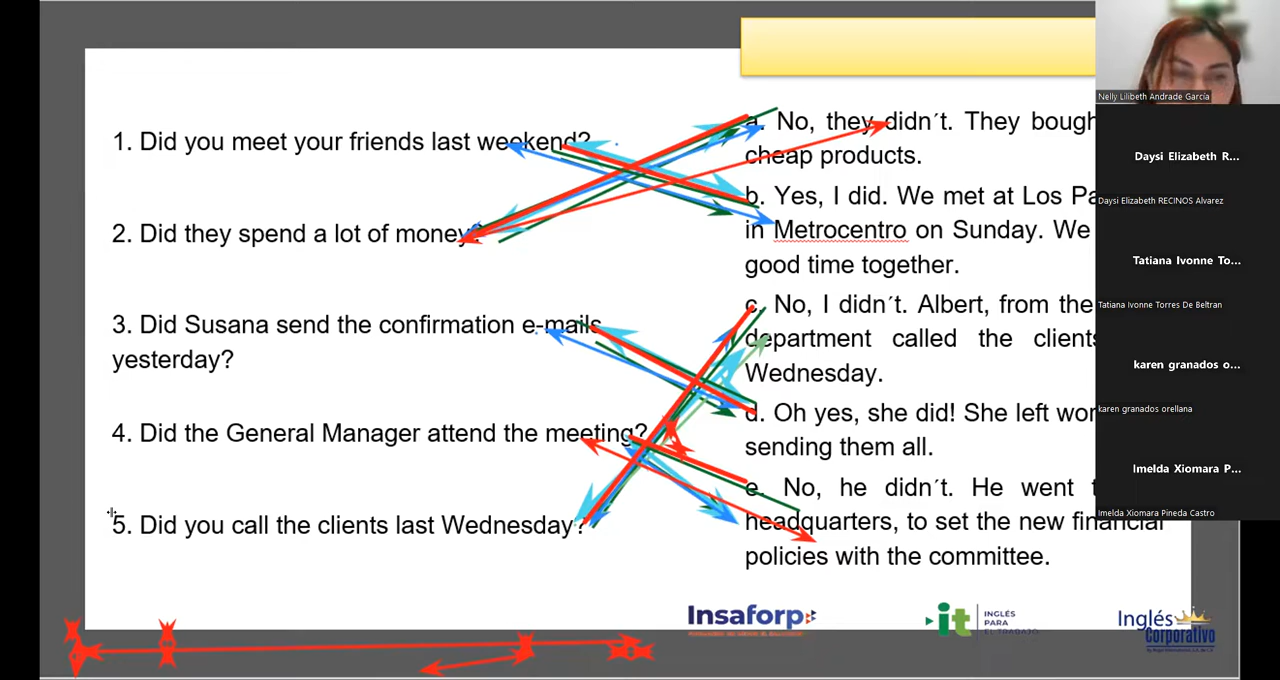 1. Did you meet your friends last weekend?
2. Did they spend a lot of money?
3. Did Susana send the confirmation e-mails
yesterday?
4. Did the General Manager attend the meeting?
5. Did you call the clients last Wednesday?
a. No, they didn´t. They bough
cheap products.
b. Yes, I did. We met at Los Pa
in Metrocentro on Sunday. We
good time together.
c. No, I didn´t. Albert, from the
department called the clients
Wednesday.
d. Oh yes, she did! She left wor
sending them all.
e. No, he didn´t. He went t
headquarters, to set the new financial
policies with the committee.
Insaforp
it INGLÉS
PARA
EL TRABAJO
Inglés
Corporativo
Nelly Lilibeth Andrade García
Daysi Elizabeth R...
Daysi Elizabeth RECINOS Alvarez
Tatiana Ivonne To...
Tatiana Ivonne Torres De Beltran
karen granados o...
karen granados orellana
Imelda Xiomara P...
Imelda Xiomara Pineda Castro